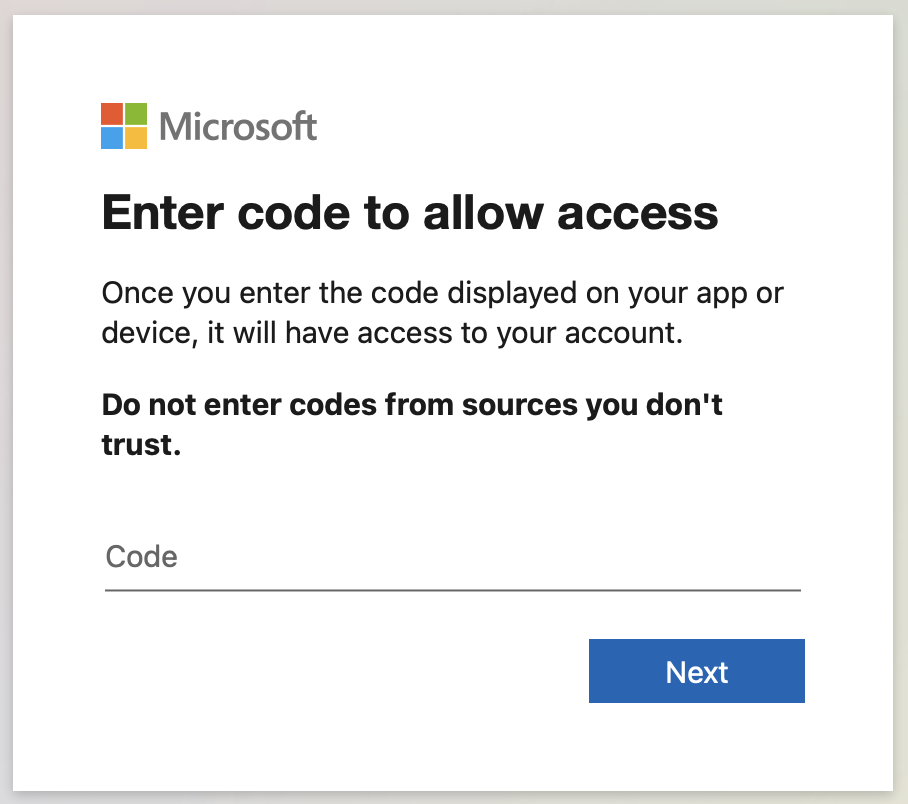 Microsoft
Enter code to allow access
Once you enter the code displayed on your app or
device, it will have access to your account.
Do not enter codes from sources you don't
trust.
Code
Next